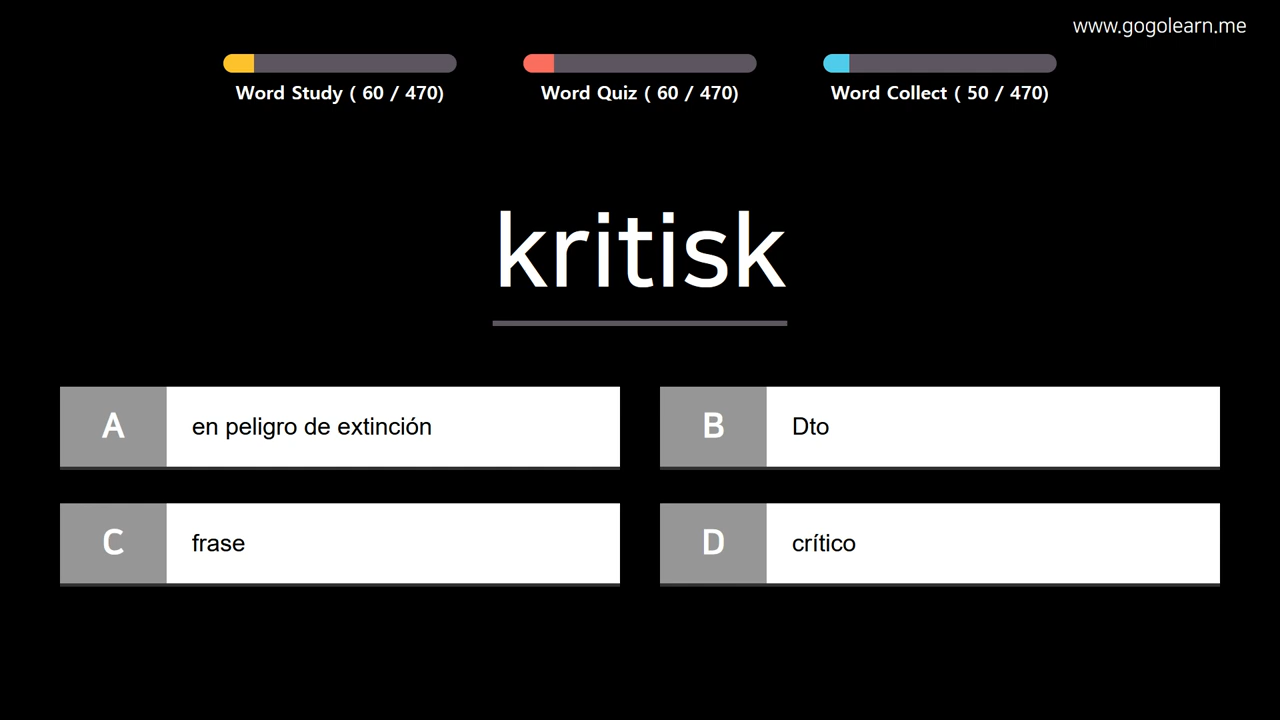 www.gogolearn.me
Word Study ( 60 / 470)
Word Quiz ( 60 / 470)
Word Collect ( 50 / 470)
kritisk
A en peligro de extinción
B Dto
C frase
D crítico